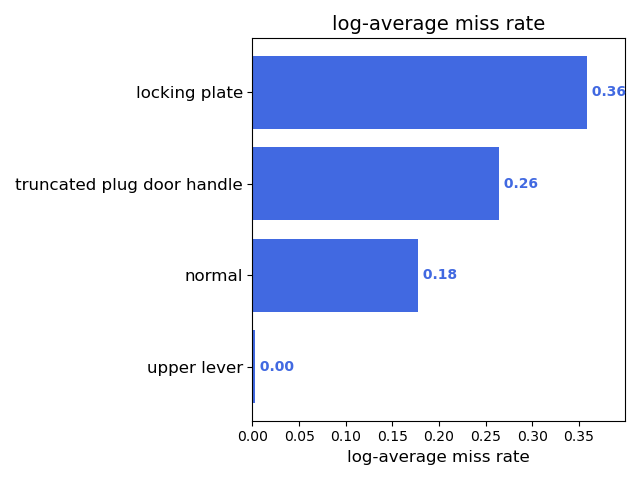 log-average miss rate
locking plate
0.36
truncated plug door handle
0.26
normal
0.18
upper lever
0.00
0.00 0.05 0.10 0.15 0.20 0.25 0.30 0.35
log-average miss rate